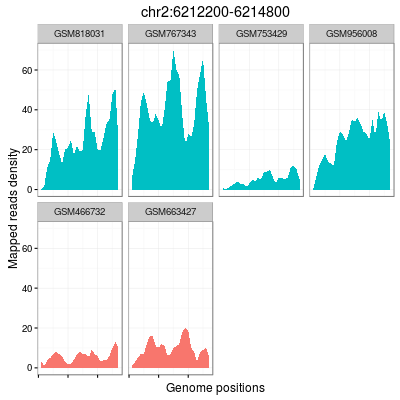 chr2:6212200-6214800
GSM818031 GSM767343 GSM753429 GSM956008
60
40
20
0
GSM466732 GSM663427
60
40
20
0
Mapped reads density
Genome positions